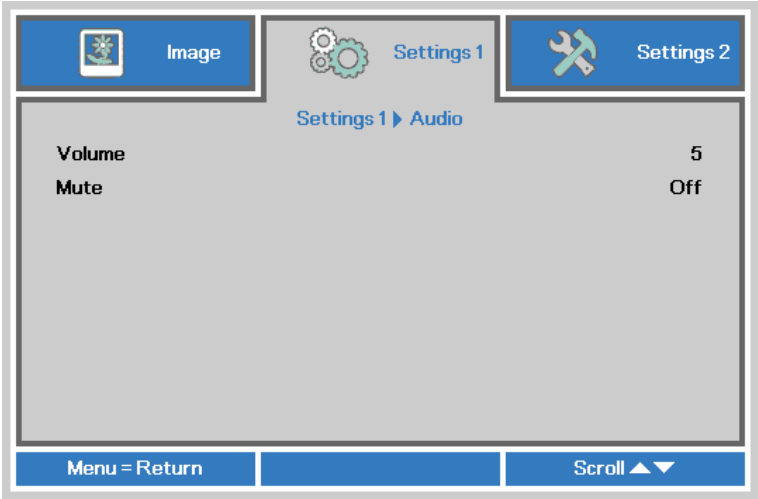 Image
Settings 1
Settings 2
Settings 1 ▶ Audio
Volume 5
Mute Off
Menu = Return
Scroll ▲▼